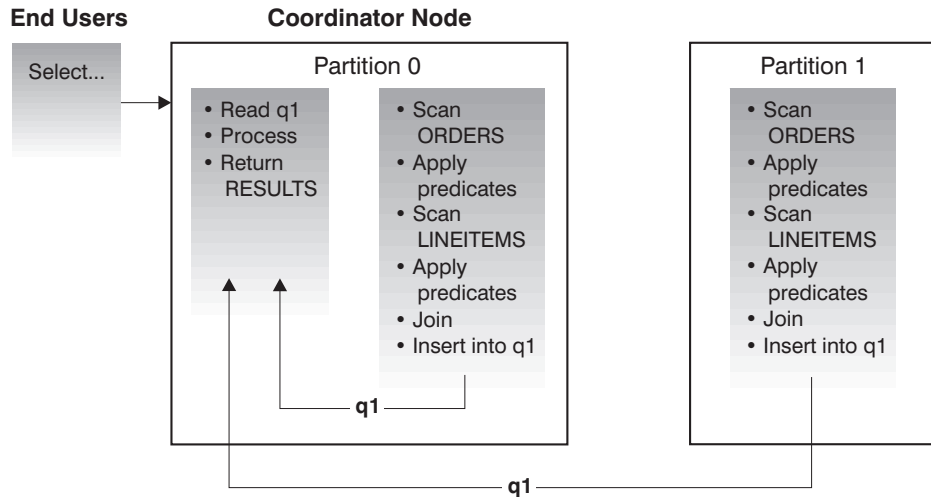 End Users
Coordinator Node
Select...
Partition 0
• Read q1
• Process
• Return
RESULTS
• Scan
ORDERS
• Apply
predicates
• Scan
LINEITEMS
• Apply
predicates
• Join
• Insert into q1
q1
Partition 1
• Scan
ORDERS
• Apply
predicates
• Scan
LINEITEMS
• Apply
predicates
• Join
• Insert into q1
q1